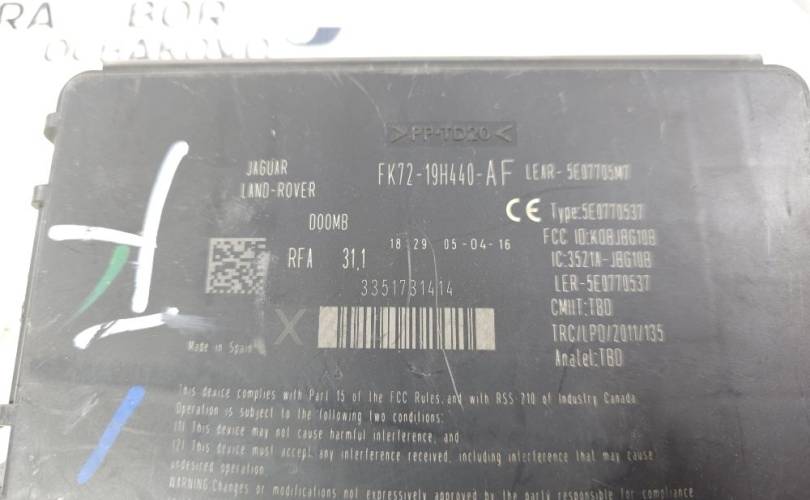 BOR
>PP-TD20<
JAGUAR
LAND-ROVER
FK72-19H440-AF
LEAR- 5E07705M7
D00MB
CE Type:5E0770537
FCC ID:KOBJBG10B
RFA 31,1
18 29 05-04-16
IC:3521A-JBG10B
3351731414
LER-5E0770537
CMIIT:TBD
X
TRC/LPD/2011/135
Made in Spain
Anatel:TBD
This device complies with Part 15 of the FCC Rules,and with RSS-210 of Industry Canada.
Operation is subject to the following two conditions:
(1) This device may not cause harmful interference, and
(2) This device must accept any interference received, including interference that may cause
undesired operation
WARNING:Changes or modifications not expressively approved by the party responsible for compliance